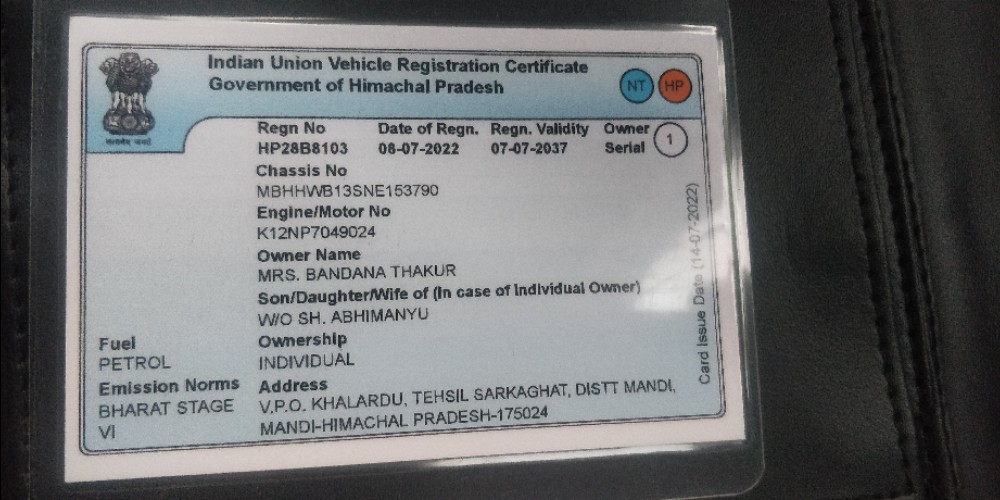 Indian Union Vehicle Registration Certificate
Government of Himachal Pradesh
NT HP
Regn No Date of Regn. Regn. Validity Owner Serial 1
HP28B8103 08-07-2022 07-07-2037
Chassis No
MBHHWB13SNE153790
Engine/Motor No
K12NP7049024
Owner Name
MRS. BANDANA THAKUR
Son/Daughter/Wife of (In case of Individual Owner)
W/O SH. ABHIMANYU
Fuel
PETROL
Ownership
INDIVIDUAL
Emission Norms
BHARAT STAGE
VI
Address
V.P.O. KHALARDU, TEHSIL SARKAGHAT, DISTT MANDI,
MANDI-HIMACHAL PRADESH-175024
Card Issue Date (14-07-2022)
सत्यमेव जयते